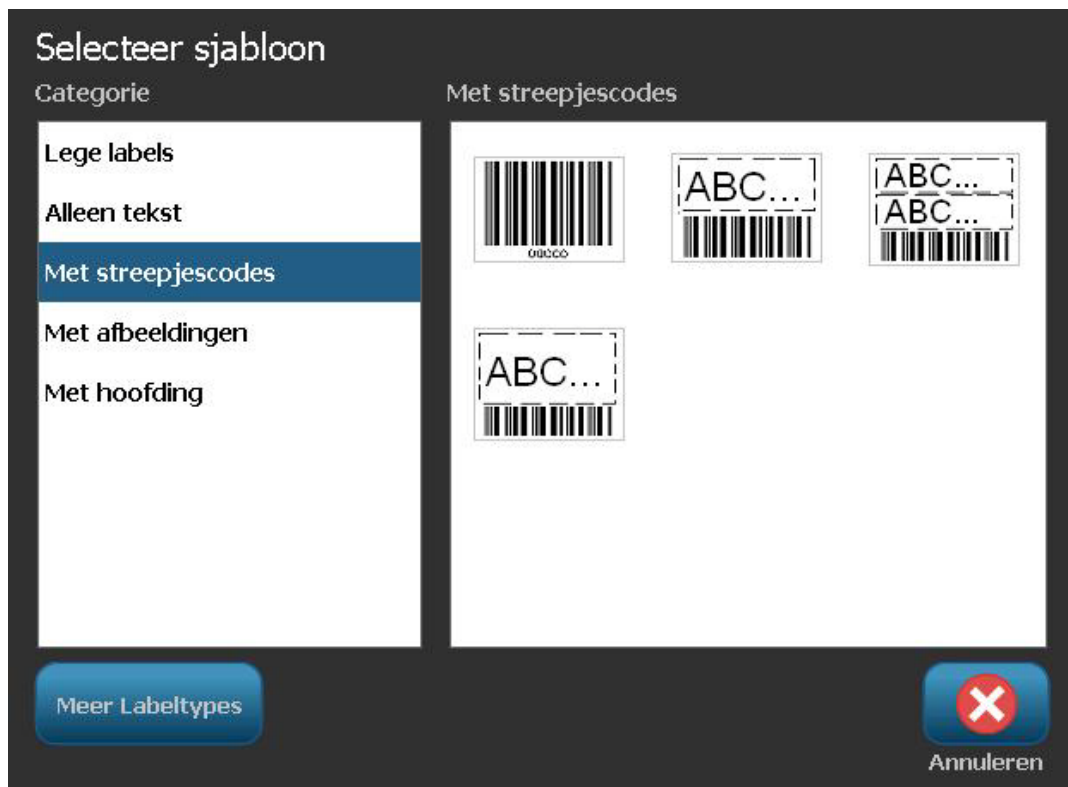 Selecteer sjabloon
Categorie
Met streepjescodes
Lege labels
Alleen tekst
Met streepjescodes
Met afbeeldingen
Met hoofding
ABC...
ABC...
ABC...
ABC...
Meer Labeltypes
Annuleren